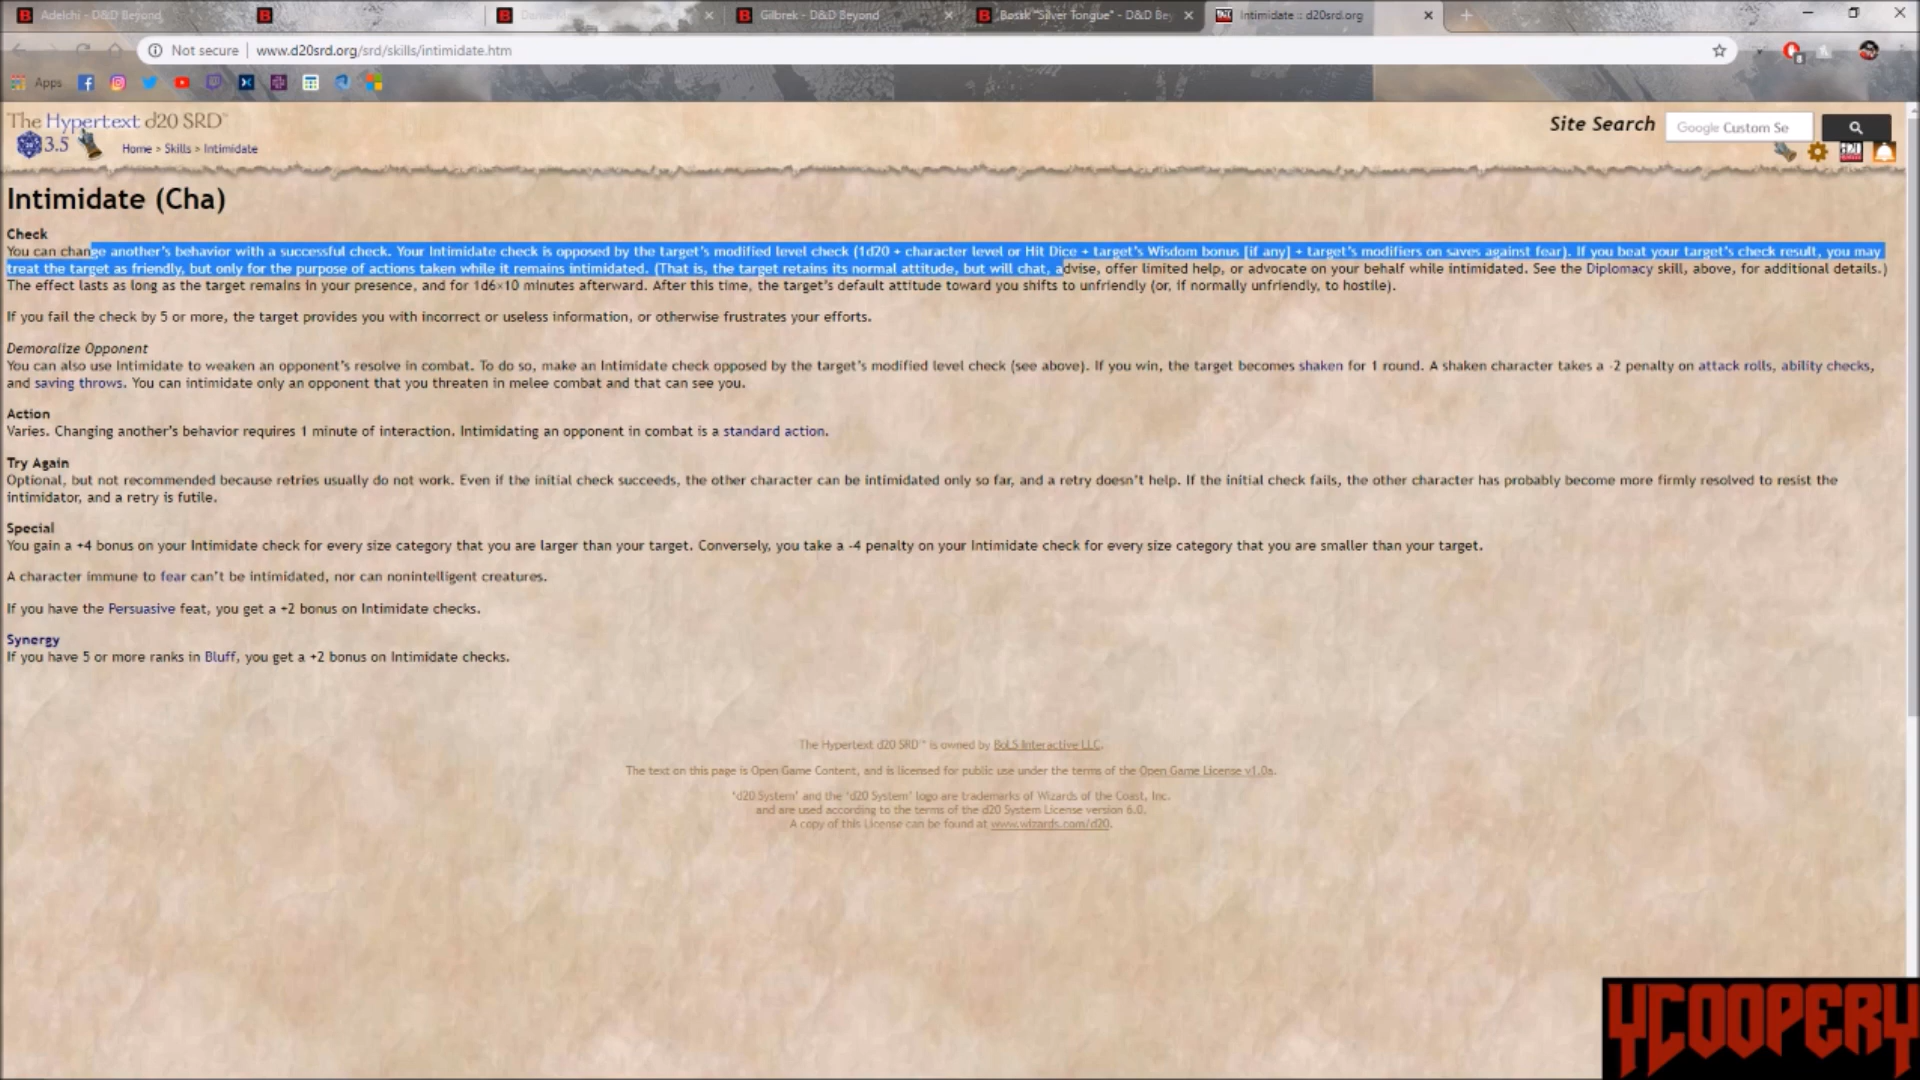 Adelchi - D&D Beyond
Gilbrek - D&D Beyond
Bossk "Silver Tongue" - D&D Be
Intimidate :: d20srd.org
Not secure | www.d20srd.org/srd/skills/intimidate.htm
Apps
The Hypertext d20 SRD™
3.5
Home > Skills > Intimidate
Site Search
Google Custom Se
Intimidate (Cha)
Check
You can change another's behavior with a successful check. Your Intimidate check is opposed by the target's modified level check (1d20 + character level or Hit Dice + target's Wisdom bonus [if any] + target's modifiers on saves against fear). If you beat your target's check result, you may
treat the target as friendly, but only for the purpose of actions taken while it remains intimidated. (That is, the target retains its normal attitude, but will chat, advise, offer limited help, or advocate on your behalf while intimidated. See the Diplomacy skill, above, for additional details.)
The effect lasts as long as the target remains in your presence, and for 1d6×10 minutes afterward. After this time, the target's default attitude toward you shifts to unfriendly (or, if normally unfriendly, to hostile).
If you fail the check by 5 or more, the target provides you with incorrect or useless information, or otherwise frustrates your efforts.
Demoralize Opponent
You can also use Intimidate to weaken an opponent's resolve in combat. To do so, make an Intimidate check opposed by the target's modified level check (see above). If you win, the target becomes shaken for 1 round. A shaken character takes a -2 penalty on attack rolls, ability checks,
and saving throws. You can intimidate only an opponent that you threaten in melee combat and that can see you.
Action
Varies. Changing another's behavior requires 1 minute of interaction. Intimidating an opponent in combat is a standard action.
Try Again
Optional, but not recommended because retries usually do not work. Even if the initial check succeeds, the other character can be intimidated only so far, and a retry doesn't help. If the initial check fails, the other character has probably become more firmly resolved to resist the
intimidator, and a retry is futile.
Special
You gain a +4 bonus on your Intimidate check for every size category that you are larger than your target. Conversely, you take a -4 penalty on your Intimidate check for every size category that you are smaller than your target.
A character immune to fear can't be intimidated, nor can nonintelligent creatures.
If you have the Persuasive feat, you get a +2 bonus on Intimidate checks.
Synergy
If you have 5 or more ranks in Bluff, you get a +2 bonus on Intimidate checks.
The Hypertext d20 SRD™ is owned by BoLS Interactive LLC.
The text on this page is Open Game Content, and is licensed for public use under the terms of the Open Game License v1.0a.
'd20 System' and the 'd20 System' logo are trademarks of Wizards of the Coast, Inc.
and are used according to the terms of the d20 System License version 6.0.
A copy of this License can be found at www.wizards.com/d20.
YCOOPERY